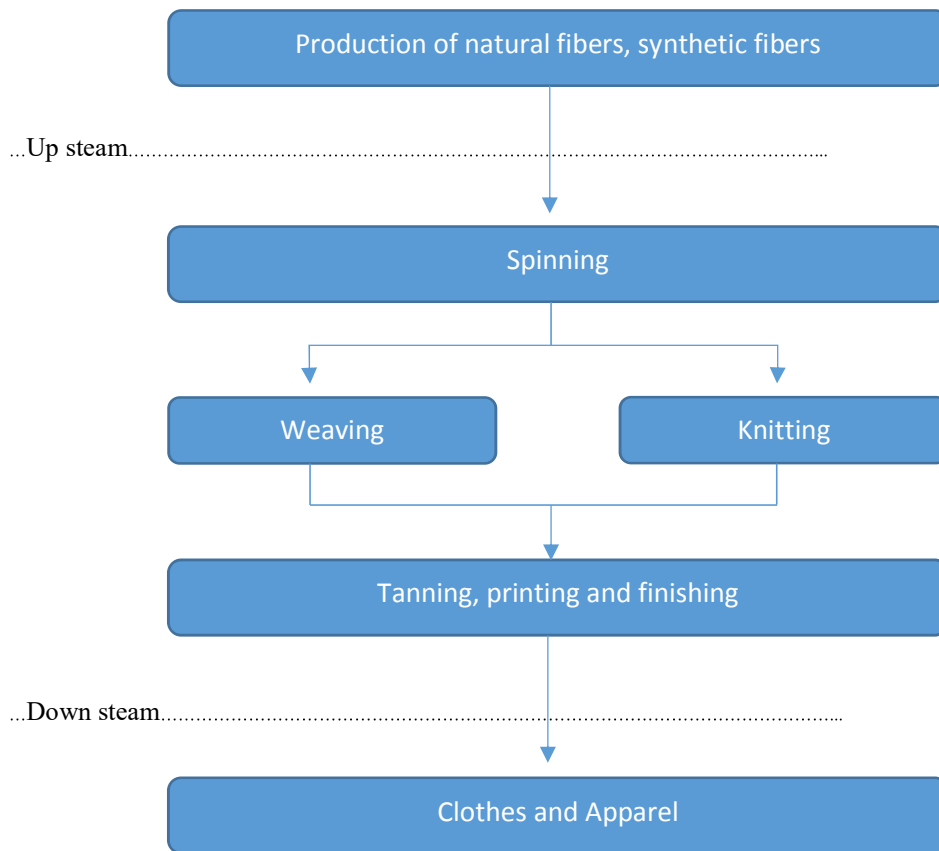 Production of natural fibers, synthetic fibers
...Up steam.......................................................................................................
Spinning
Weaving
Knitting
Tanning, printing and finishing
...Down steam.....................................................................................................
Clothes and Apparel